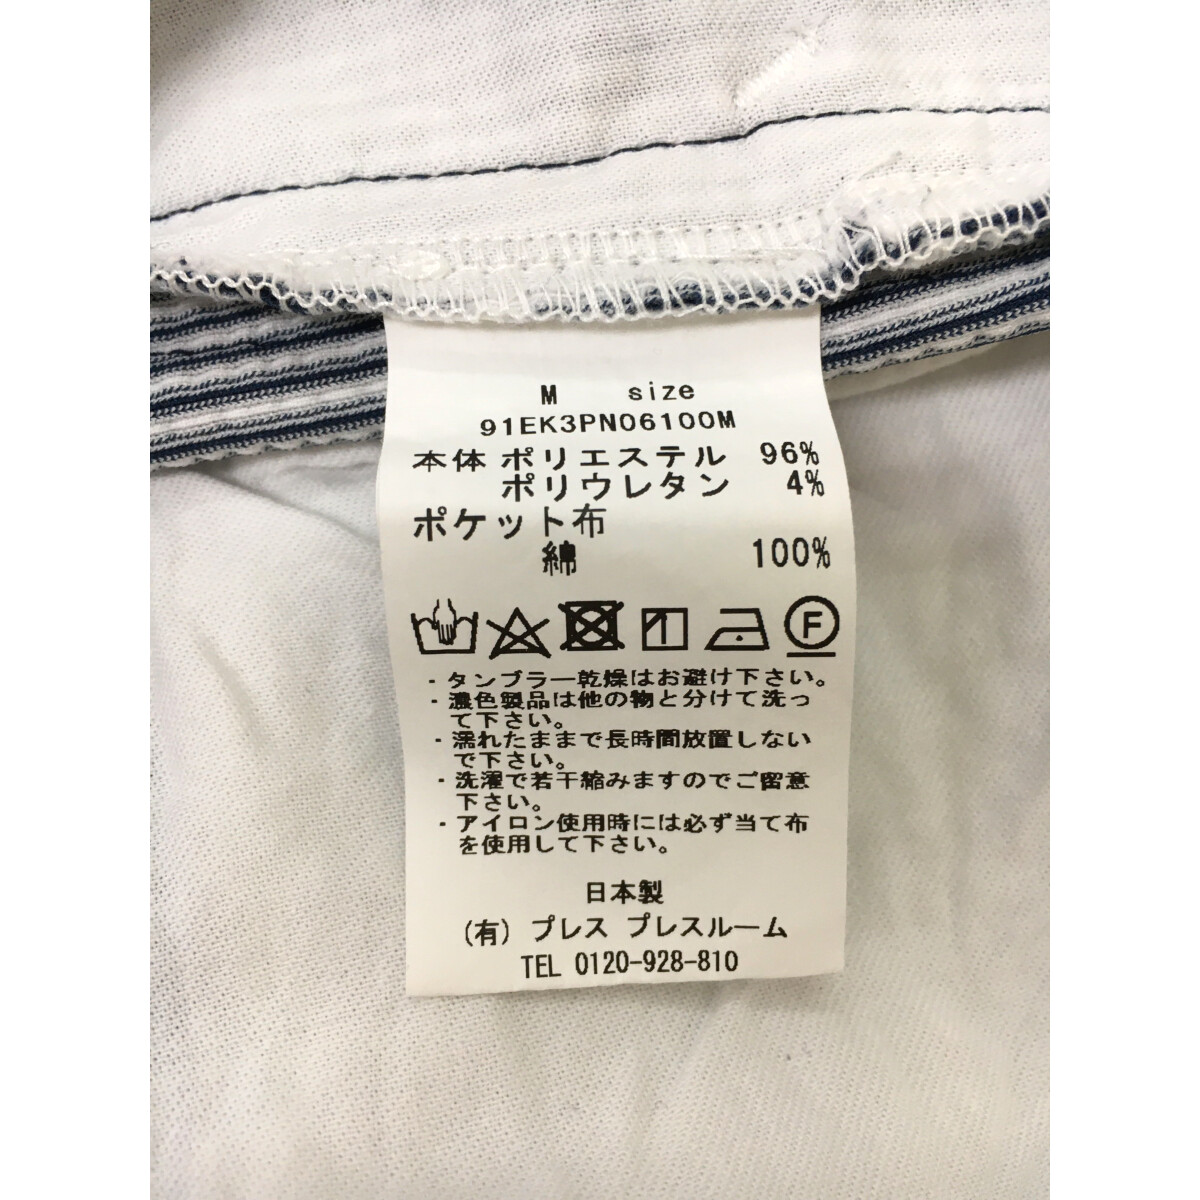 M size
91EK3PN06100M
本体 ポリエステル 96%
ポリウレタン 4%
ポケット布
綿 100%
F
・タンブラー乾燥はお避け下さい。
・濃色製品は他の物と分けて洗っ
て下さい。
・濡れたままで長時間放置しない
で下さい。
・洗濯で若干縮みますのでご留意
下さい。
・アイロン使用時には必ず当て布
を使用して下さい。
日本製
(有) プレス プレスルーム
TEL 0120-928-810